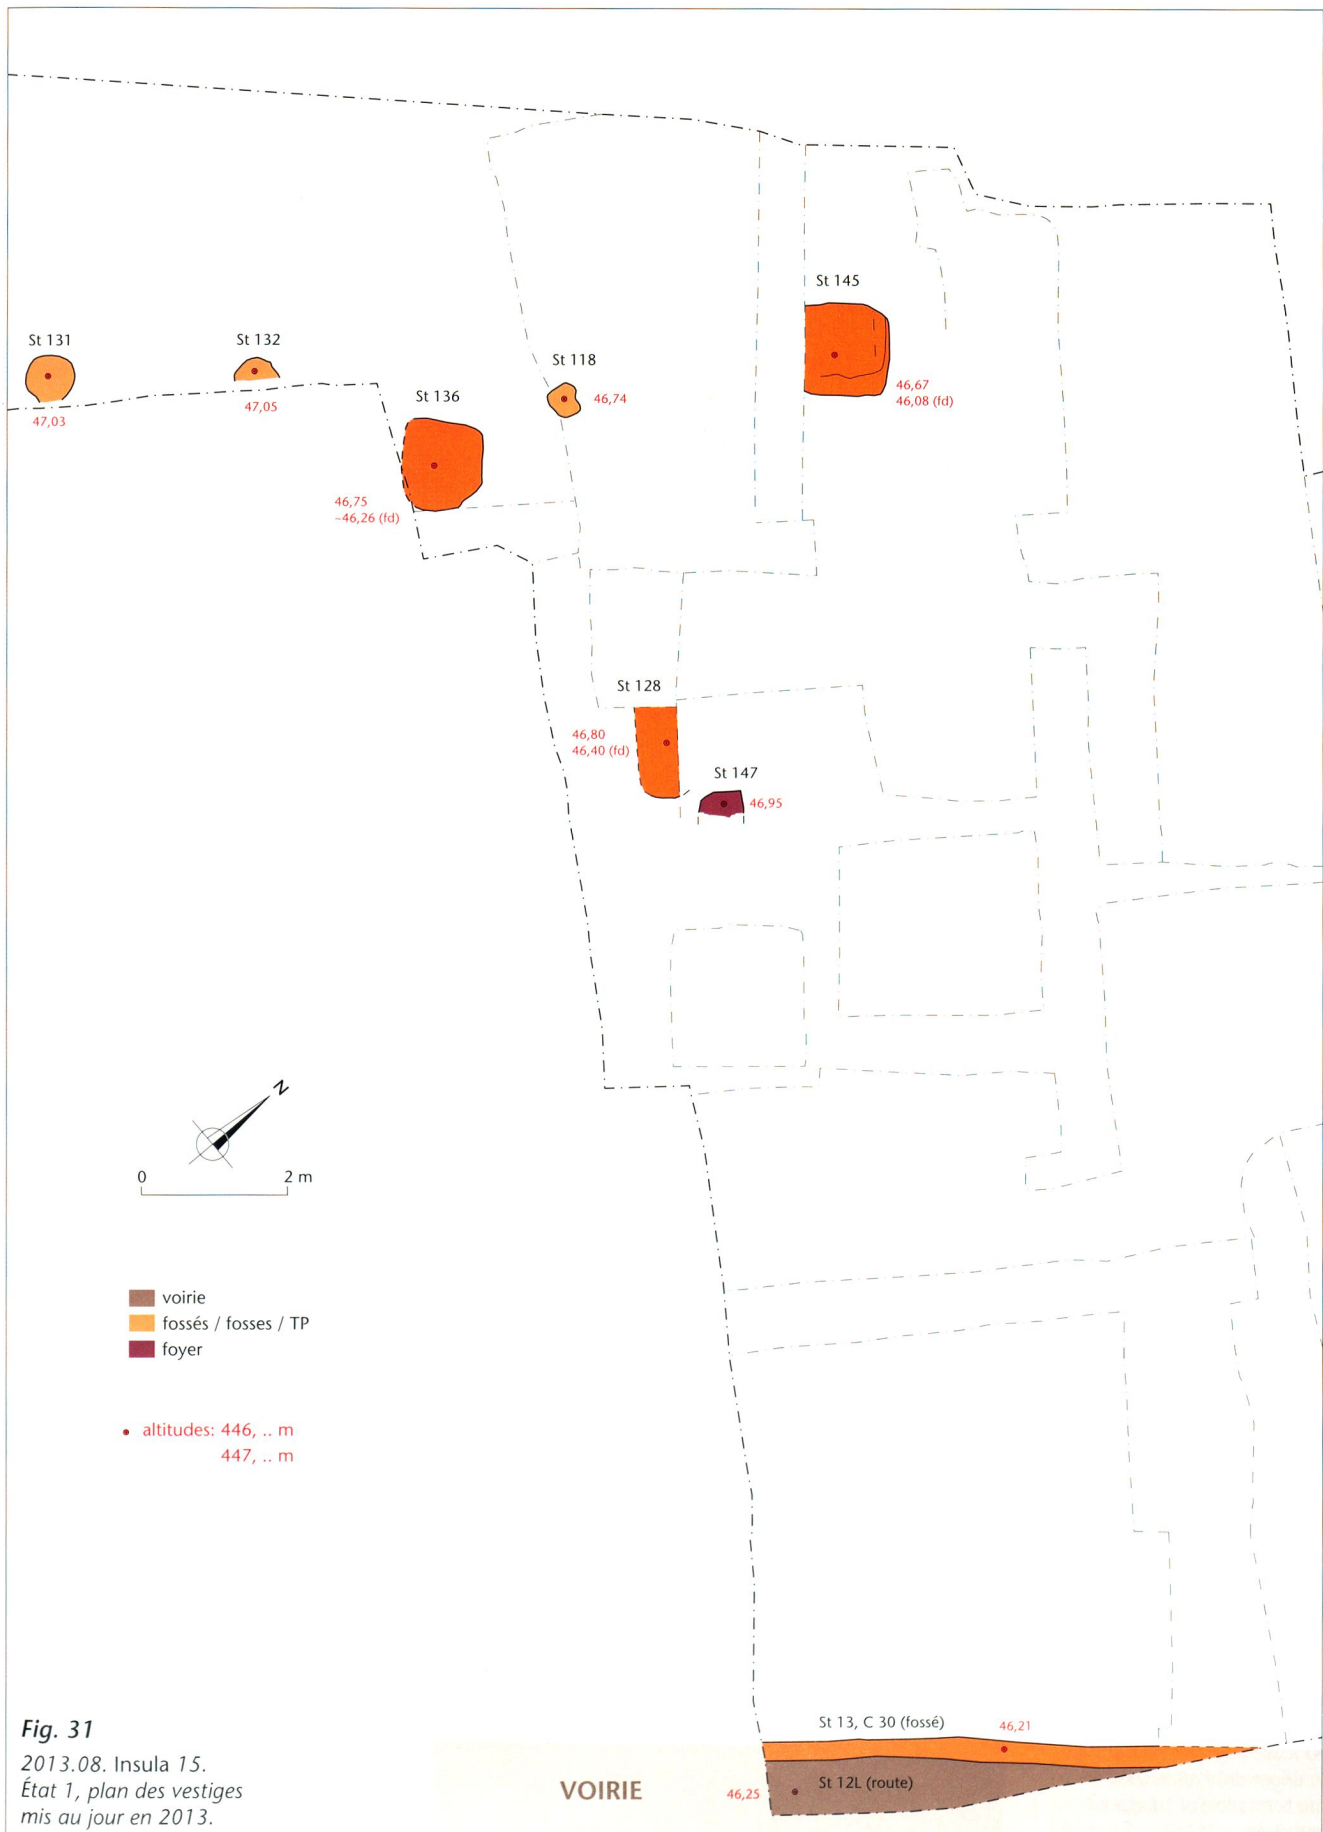 St 145
St 131
St 132
St 118
St 136
46,67
46,08 (fd)
46,74
47,03
47,05
46,75
~46,26 (fd)
St 128
46,80
46,40 (fd)
St 147
46,95
N
0 2 m
voirie
fossés / fosses / TP
foyer
altitudes: 446, .. m
447, .. m
St 13, C 30 (fossé)
46,21
St 12L (route)
46,25
VOIRIE
Fig. 31
2013.08. Insula 15.
État 1, plan des vestiges
mis au jour en 2013.